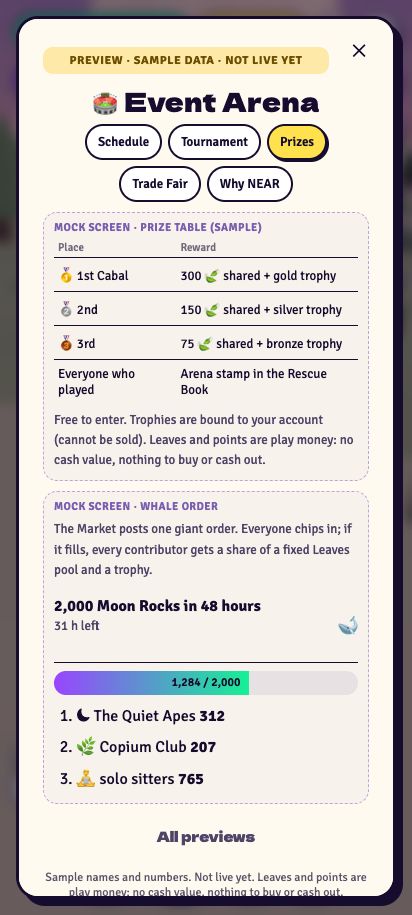 PREVIEW · SAMPLE DATA · NOT LIVE YET
Event Arena
Schedule
Tournament
Prizes
Trade Fair
Why NEAR
MOCK SCREEN · PRIZE TABLE (SAMPLE)
Place Reward
🥇 1st Cabal 300 🍃 shared + gold trophy
🥈 2nd 150 🍃 shared + silver trophy
🥉 3rd 75 🍃 shared + bronze trophy
Everyone who Arena stamp in the Rescue
played Book
Free to enter. Trophies are bound to your account
(cannot be sold). Leaves and points are play money: no
cash value, nothing to buy or cash out.
MOCK SCREEN · WHALE ORDER
The Market posts one giant order. Everyone chips in; if
it fills, every contributor gets a share of a fixed Leaves
pool and a trophy.
2,000 Moon Rocks in 48 hours
31 h left
1,284 / 2,000
1. The Quiet Apes 312
2. 🌿 Copium Club 207
3. solo sitters 765
All previews
Sample names and numbers. Not live yet. Leaves and points are
play money: no cash value, nothing to buy or cash out.